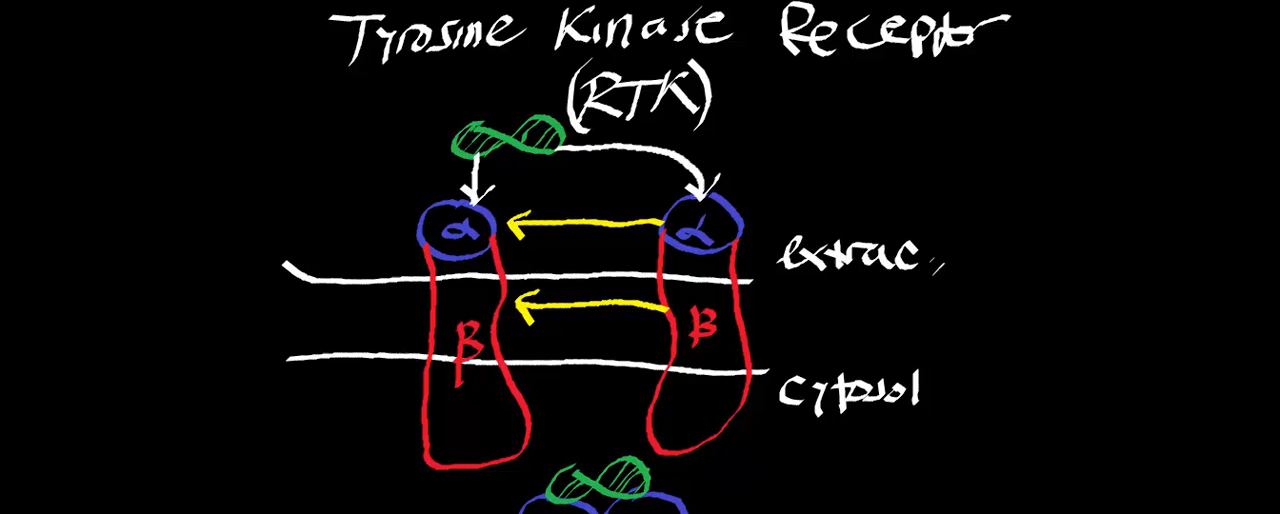 Tyrosine Kinase Receptor
(RTK)
α α
extrac
β β
cytosol